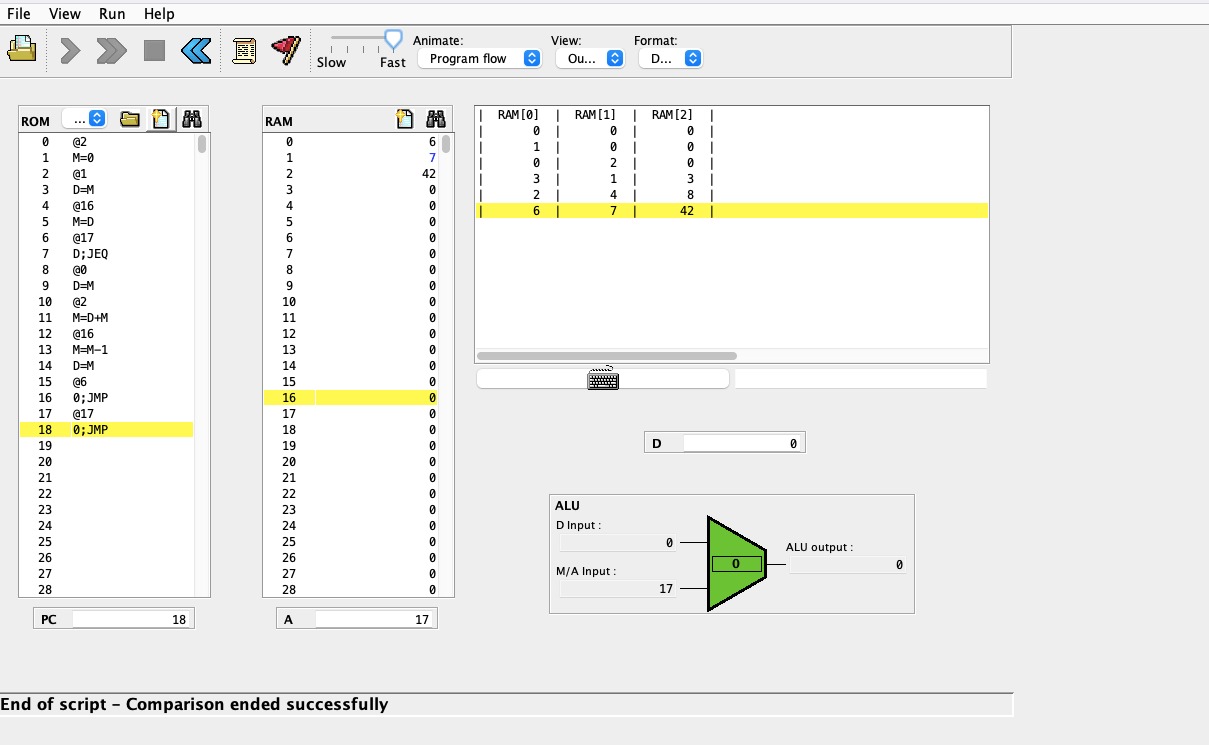 File View Run Help
Slow Fast
Animate:
Program flow
View:
Ou...
Format:
D...
ROM ...
0 @2
1 M=0
2 @1
3 D=M
4 @16
5 M=D
6 @17
7 D;JEQ
8 @0
9 D=M
10 @2
11 M=D+M
12 @16
13 M=M-1
14 D=M
15 @6
16 0;JMP
17 @17
18 0;JMP
19
20
21
22
23
24
25
26
27
28
PC 18
RAM
0 6
1 7
2 42
3 0
4 0
5 0
6 0
7 0
8 0
9 0
10 0
11 0
12 0
13 0
14 0
15 0
16 0
17 0
18 0
19 0
20 0
21 0
22 0
23 0
24 0
25 0
26 0
27 0
28 0
A 17
| RAM[0] | RAM[1] | RAM[2] |
| 0 | 0 | 0 |
| 1 | 0 | 0 |
| 0 | 2 | 0 |
| 3 | 1 | 3 |
| 2 | 4 | 8 |
| 6 | 7 | 42 |
D 0
ALU
D Input :
0
M/A Input :
17
0
ALU output :
0
End of script – Comparison ended successfully